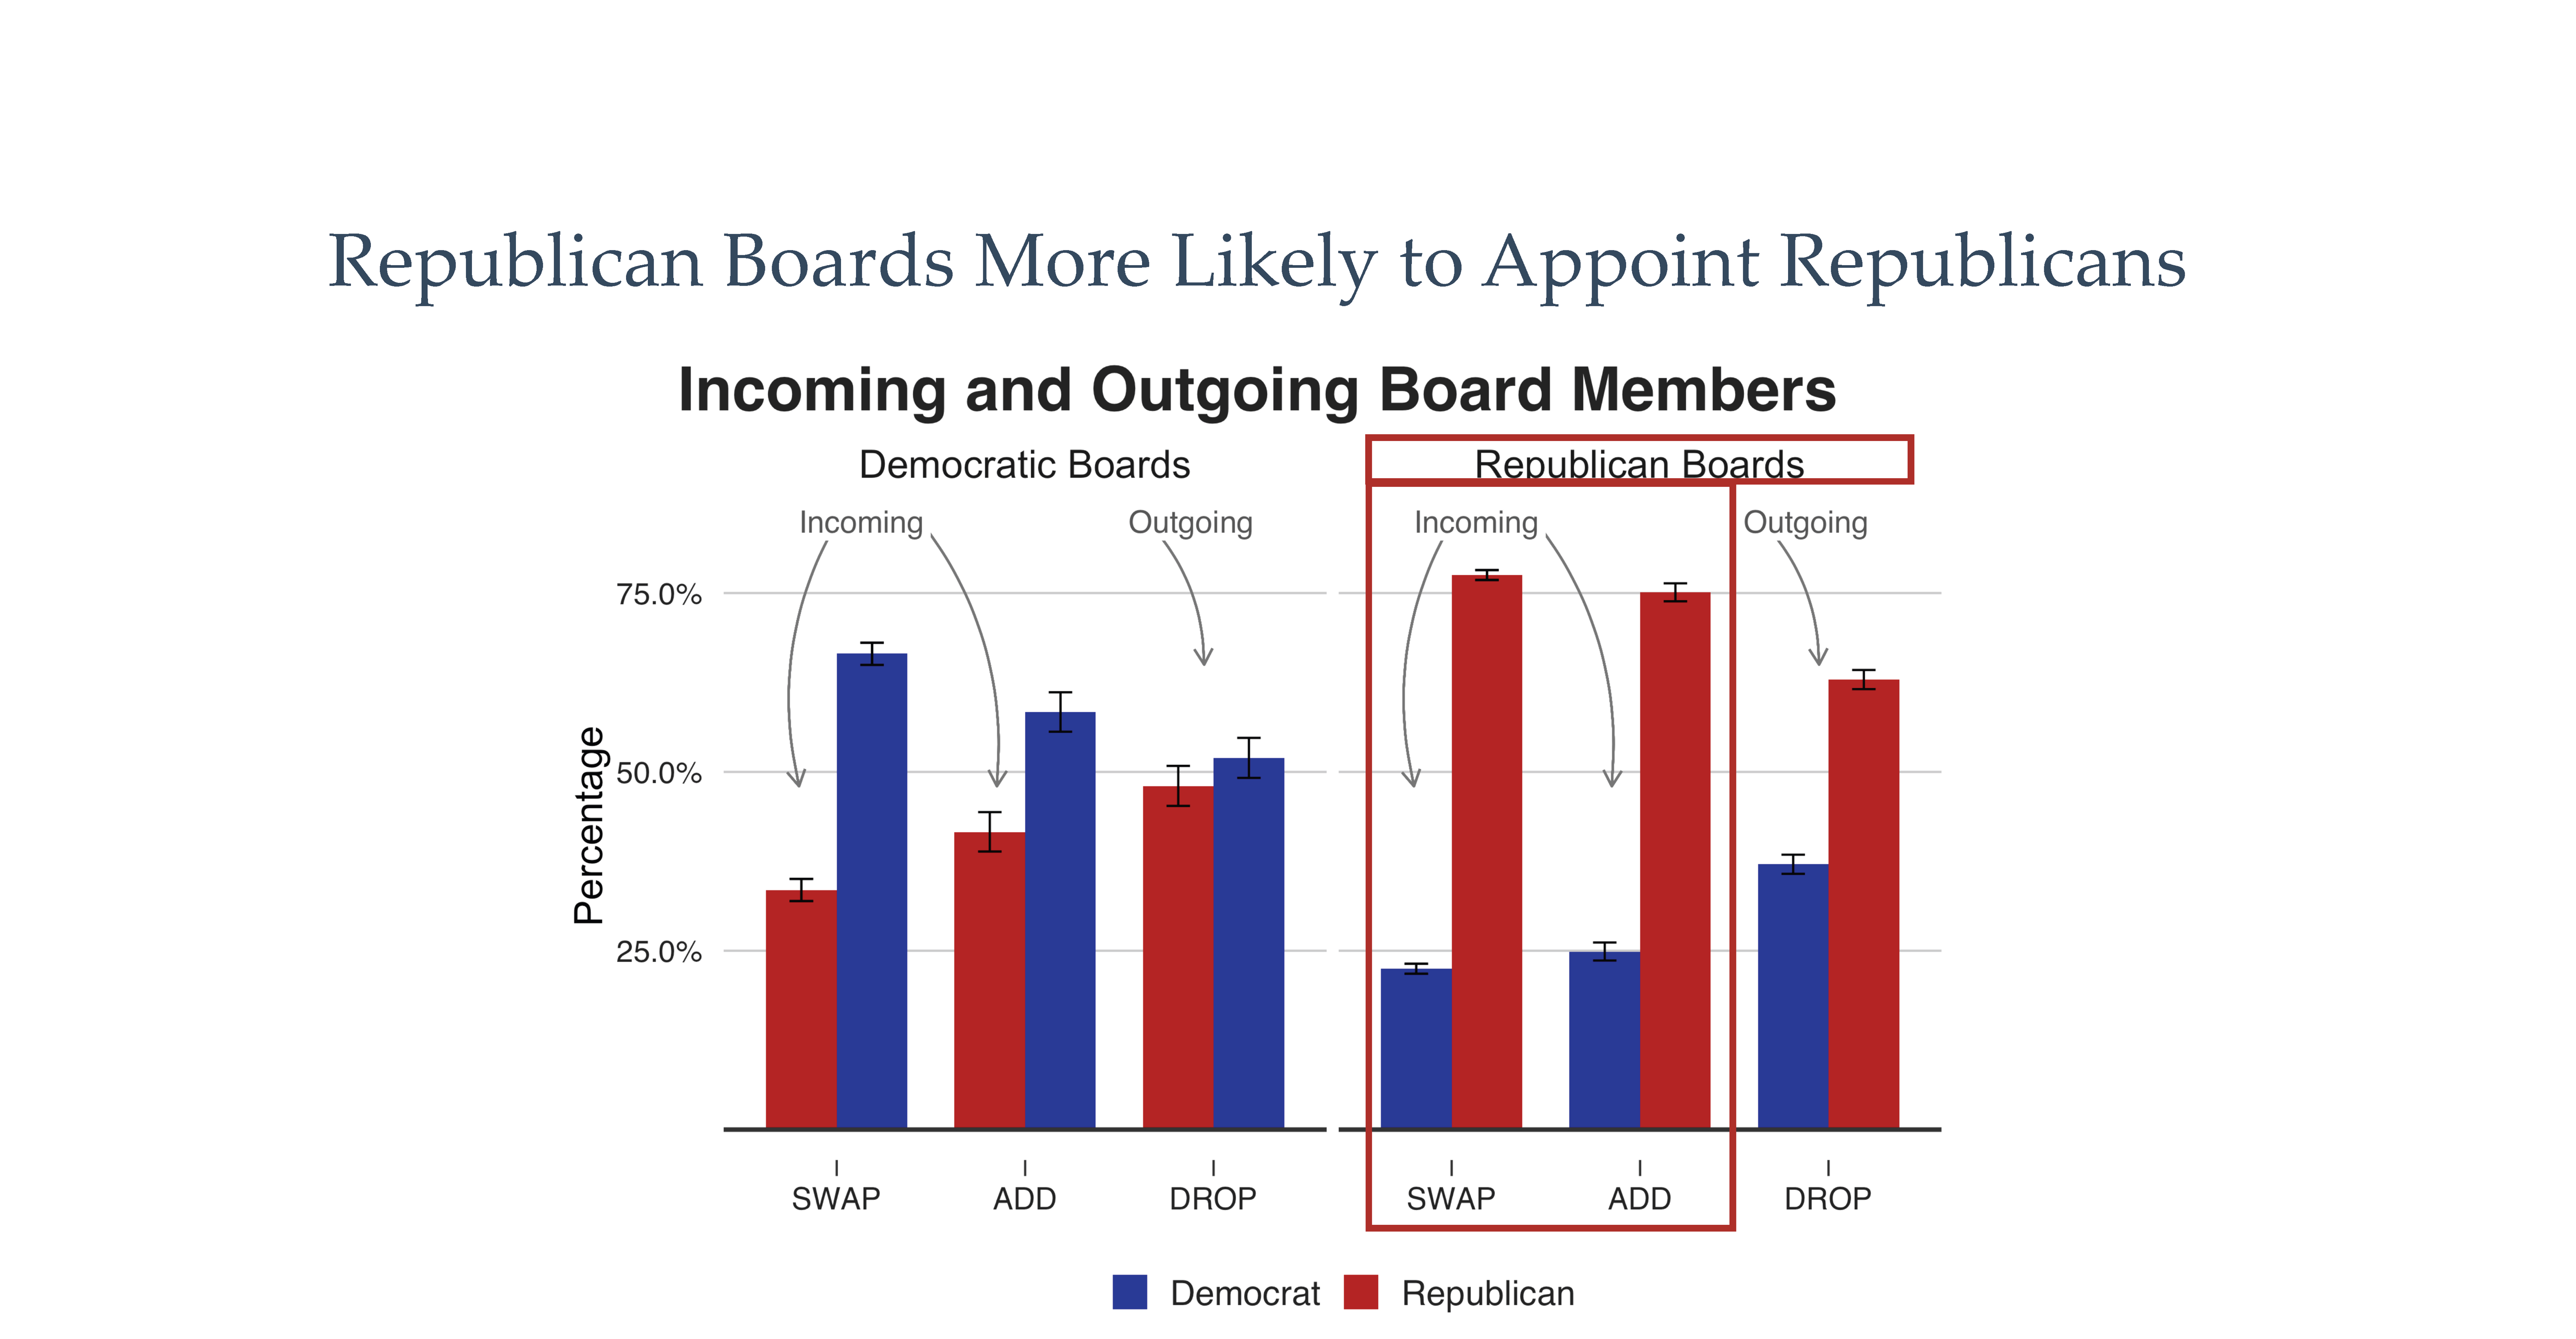 Republican Boards More Likely to Appoint Republicans
Incoming and Outgoing Board Members
Democratic Boards
Republican Boards
Incoming
Outgoing
Incoming
Outgoing
Percentage
75.0%
50.0%
25.0%
SWAP
ADD
DROP
SWAP
ADD
DROP
Democrat
Republican